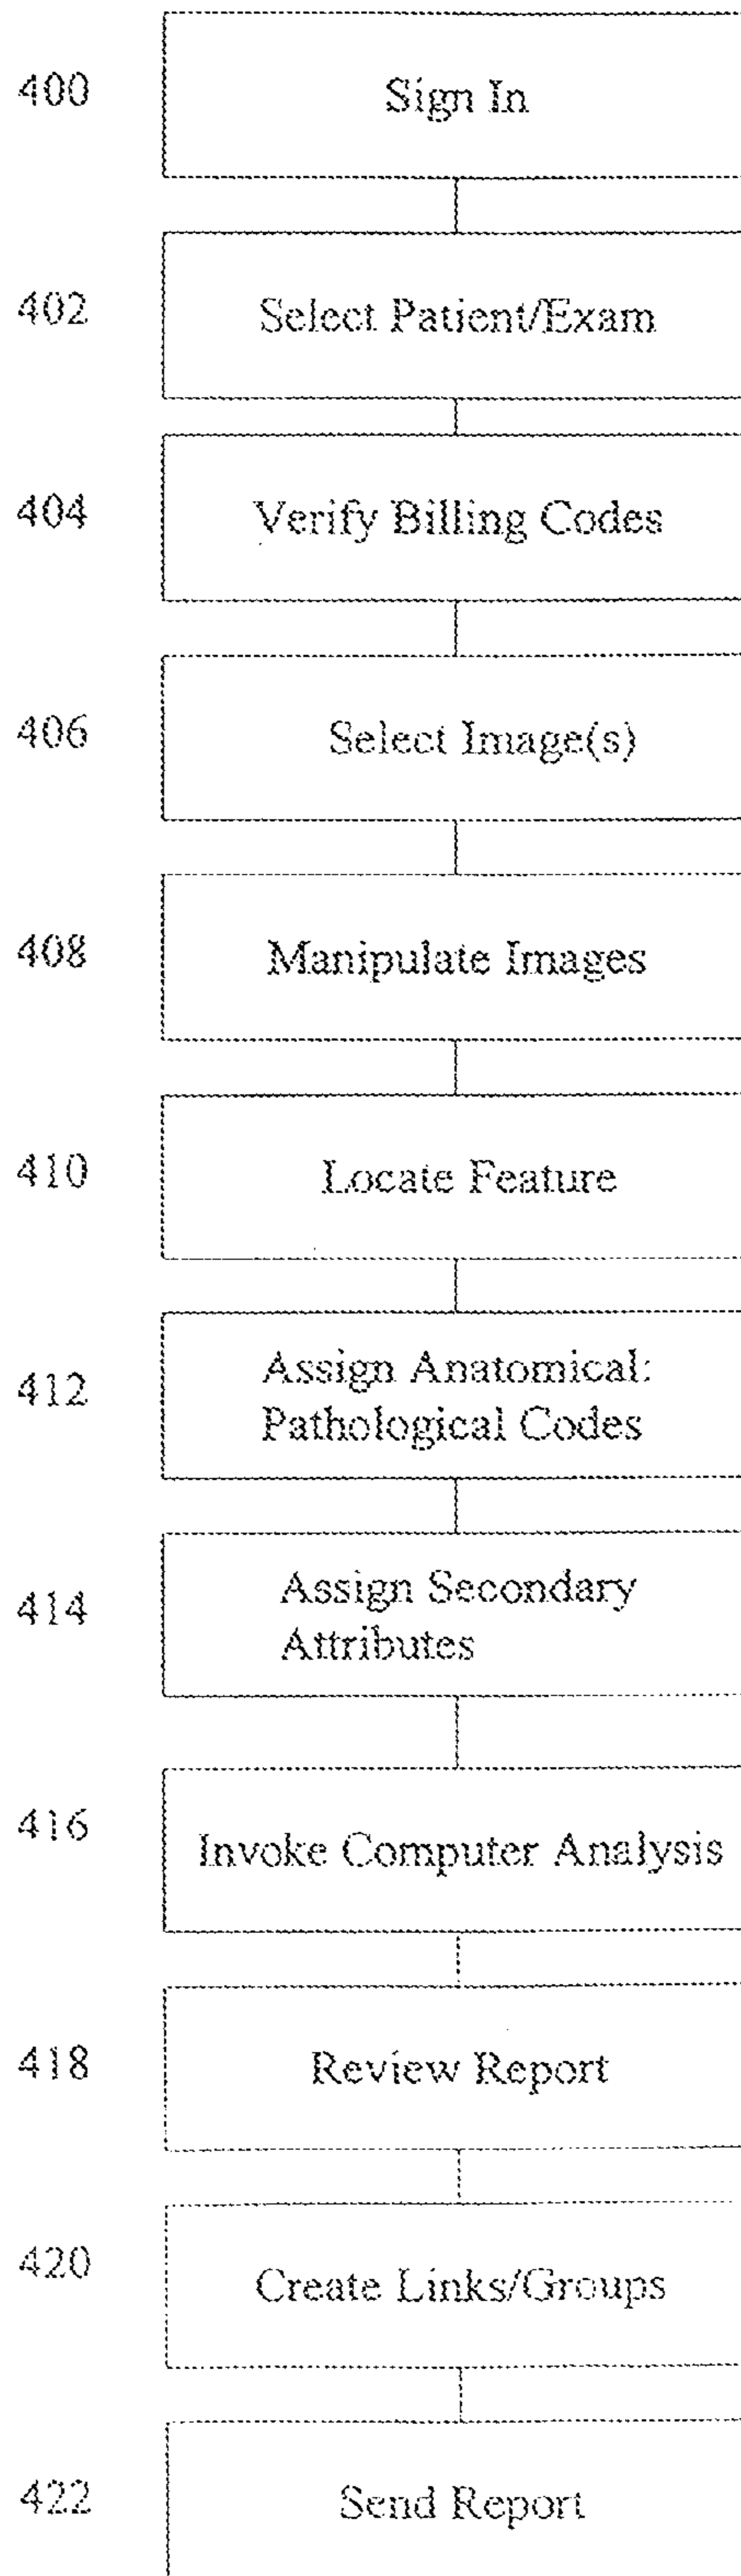 400 Sign In
402 Select Patient/Exam
404 Verify Billing Codes
406 Select Image(s)
408 Manipulate Images
410 Locate Feature
Assign Anatomical:
412 Pathological Codes
Assign Secondary
414 Attributes
416 Invoke Computer Analysis
418 Review Report
420 Create Links/Groups
422 Send Report